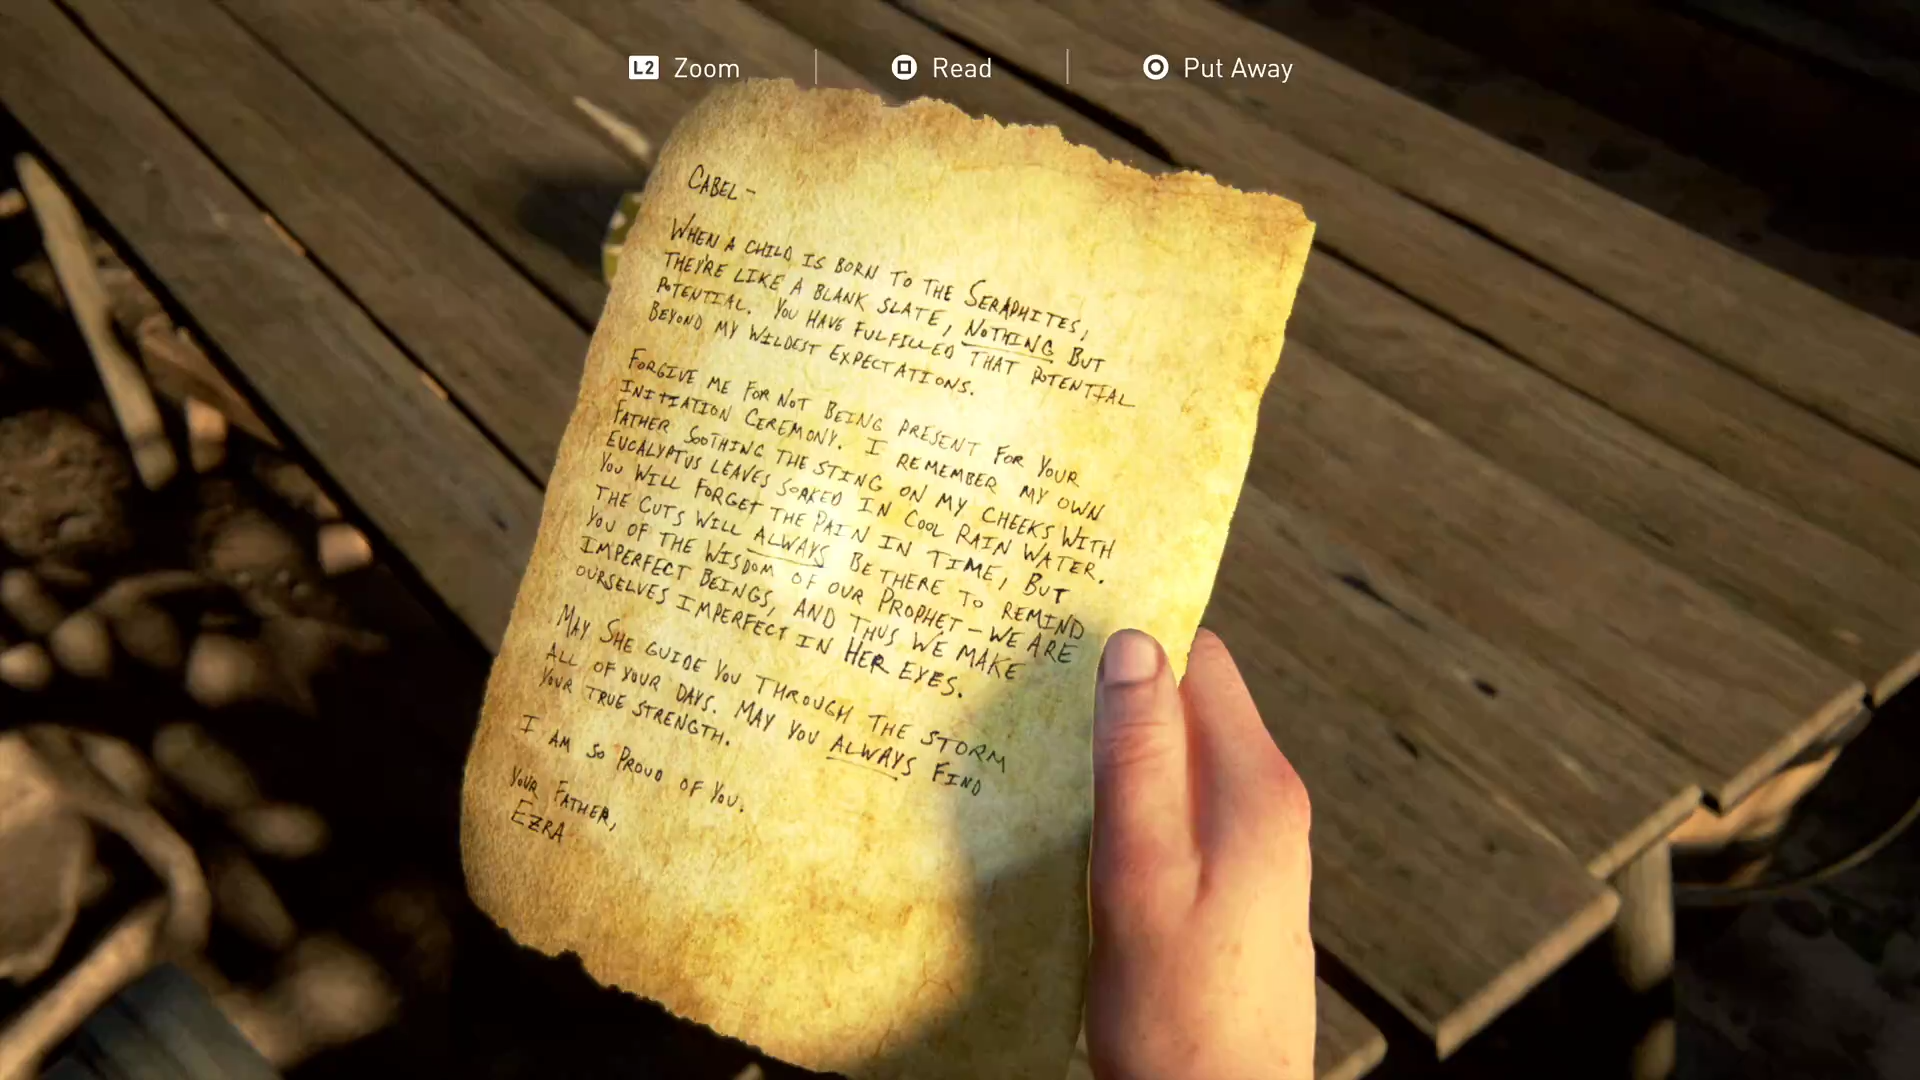 L2 Zoom
Read
Put Away
CABEL-
WHEN A CHILD IS BORN TO THE SERAPHITES,
THEY'RE LIKE A BLANK SLATE, NOTHING BUT
POTENTIAL. YOU HAVE FULFILLED THAT POTENTIAL
BEYOND MY WILDEST EXPECTATIONS.
FORGIVE ME FOR NOT BEING PRESENT FOR YOUR
INITIATION CEREMONY. I REMEMBER MY OWN
FATHER SOOTHING THE STING ON MY CHEEKS WITH
EUCALYPTUS LEAVES SOAKED IN COOL RAIN WATER.
YOU WILL FORGET THE PAIN IN TIME, BUT
THE CUTS WILL ALWAYS BE THERE TO REMIND
YOU OF THE WISDOM OF OUR PROPHET - WE ARE
IMPERFECT BEINGS, AND THUS WE MAKE
OURSELVES IMPERFECT IN HER EYES.
MAY SHE GUIDE YOU THROUGH THE STORM
ALL OF YOUR DAYS. MAY YOU ALWAYS FIND
YOUR TRUE STRENGTH.
I AM SO PROUD OF YOU.
YOUR FATHER,
EZRA